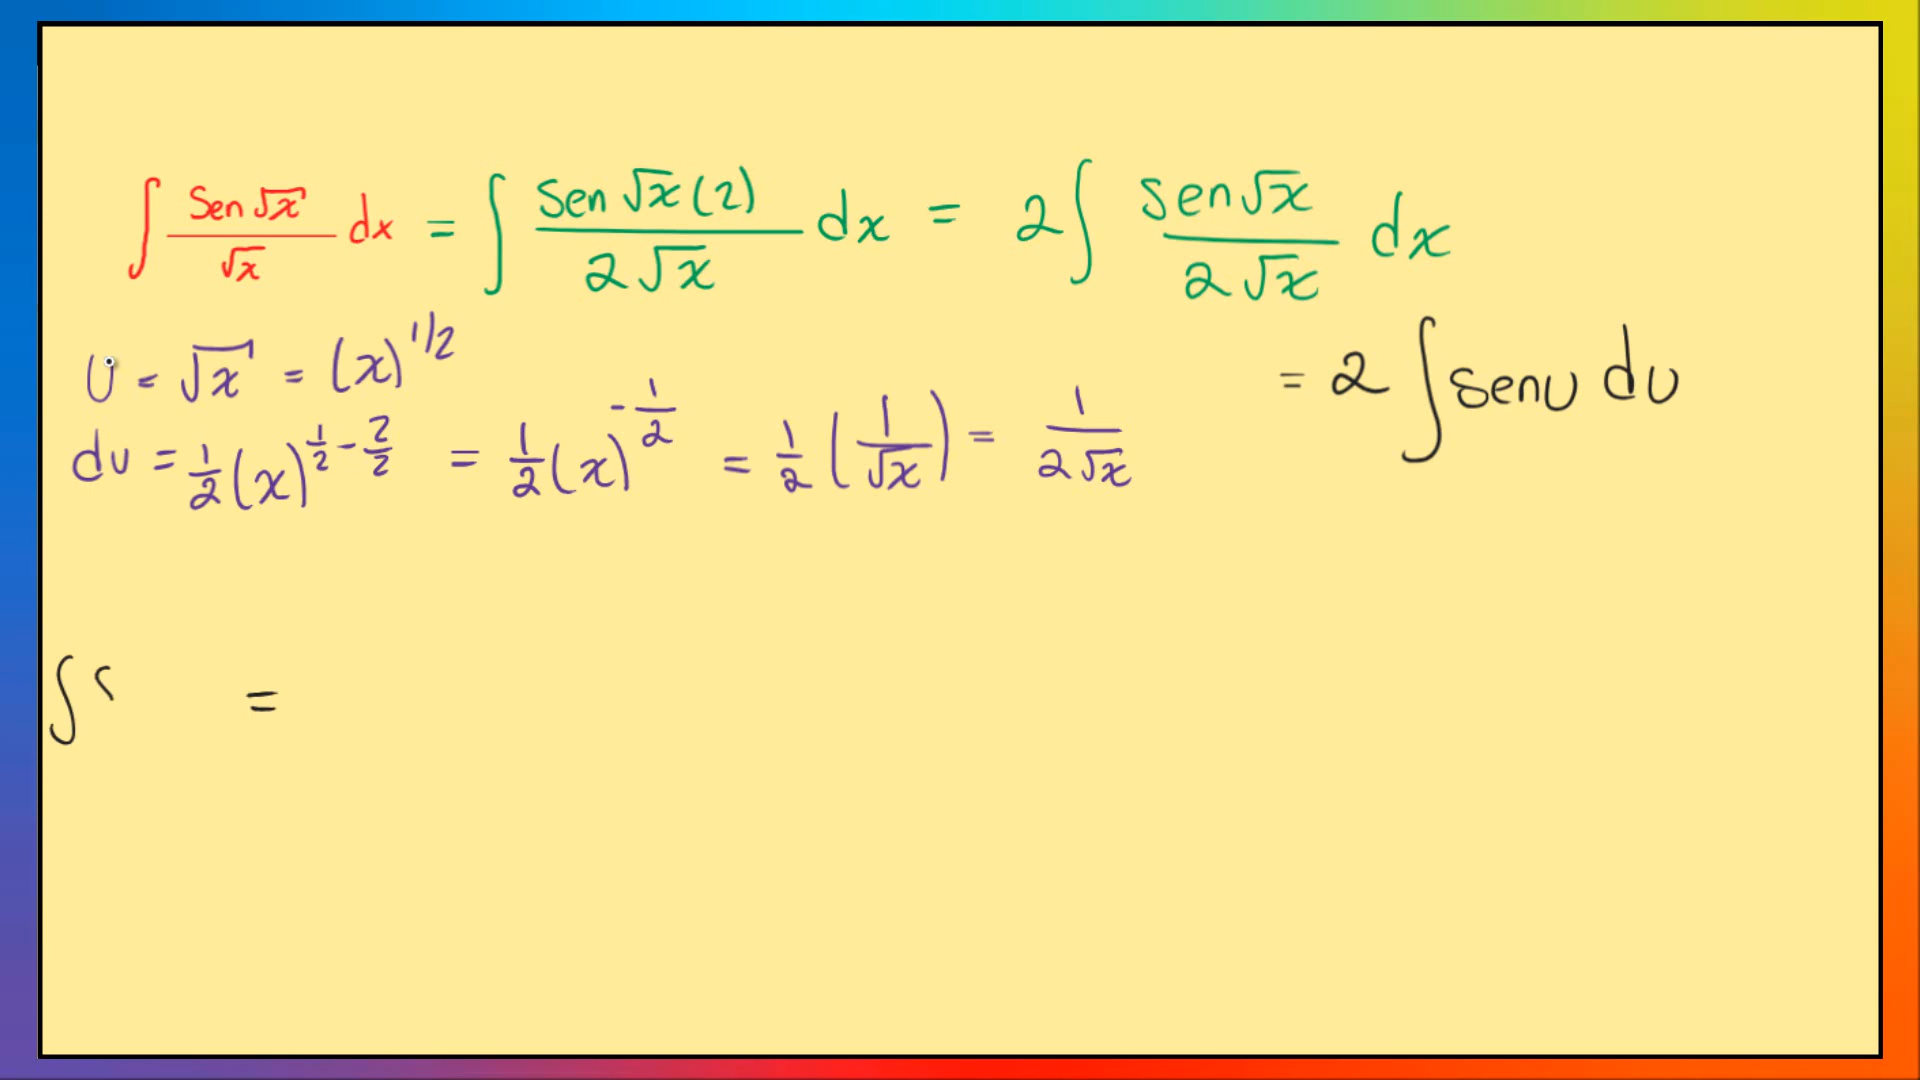 ∫ Sen √x / √x dx = ∫ Sen √x (2) / 2 √x dx = 2 ∫ sen √x / 2 √x dx
U = √x = (x)^1/2
= 2 ∫ sen u du
du = 1/2 (x)^(1/2 - 2/2) = 1/2 (x)^(-1/2) = 1/2 (1/√x) = 1 / 2 √x
∫ =